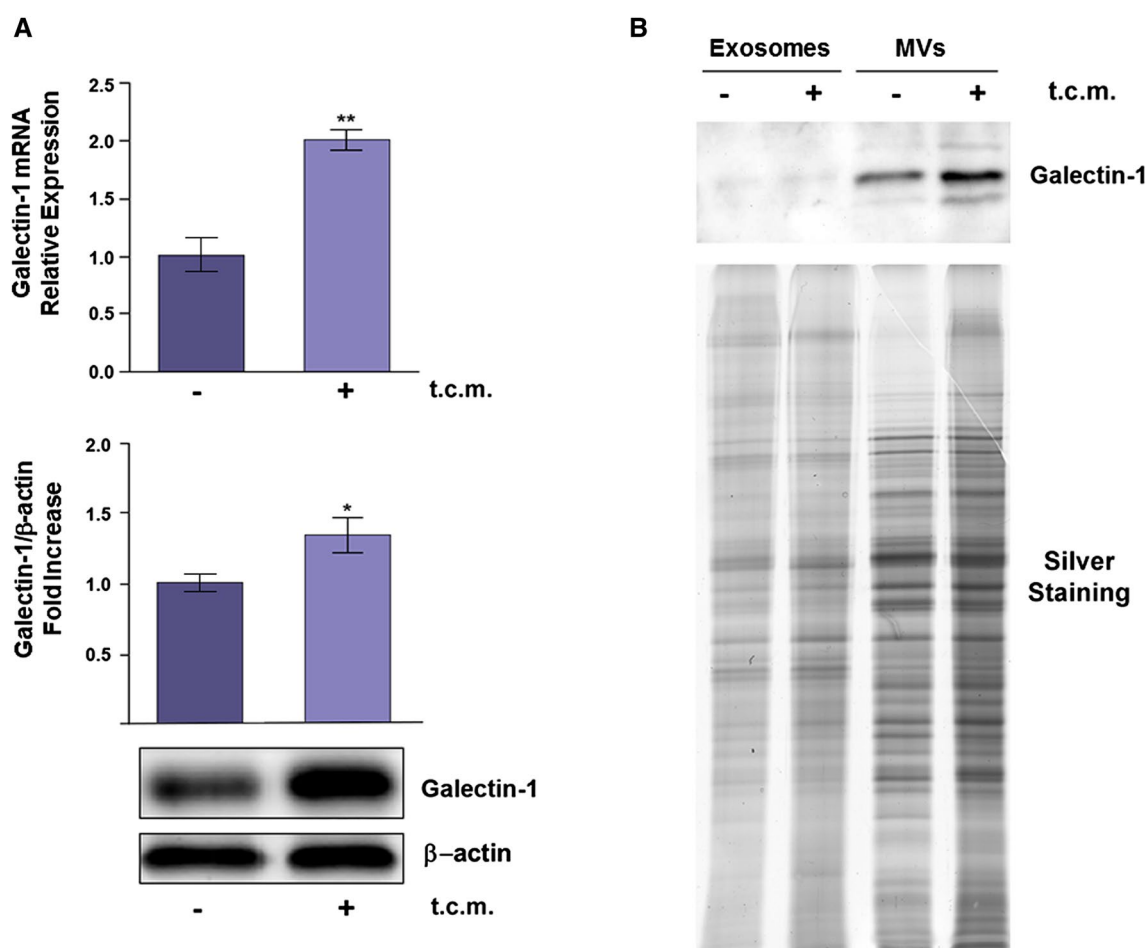 A
Galectin-1 mRNA
Relative Expression
2.5
2.0
1.5
1.0
0.5
0.0
**
- + t.c.m.
Galectin-1/β-actin
Fold Increase
2.0
1.5
1.0
0.5
*
Galectin-1
β–actin
- + t.c.m.
B
Exosomes MVs
- + - + t.c.m.
Galectin-1
Silver
Staining